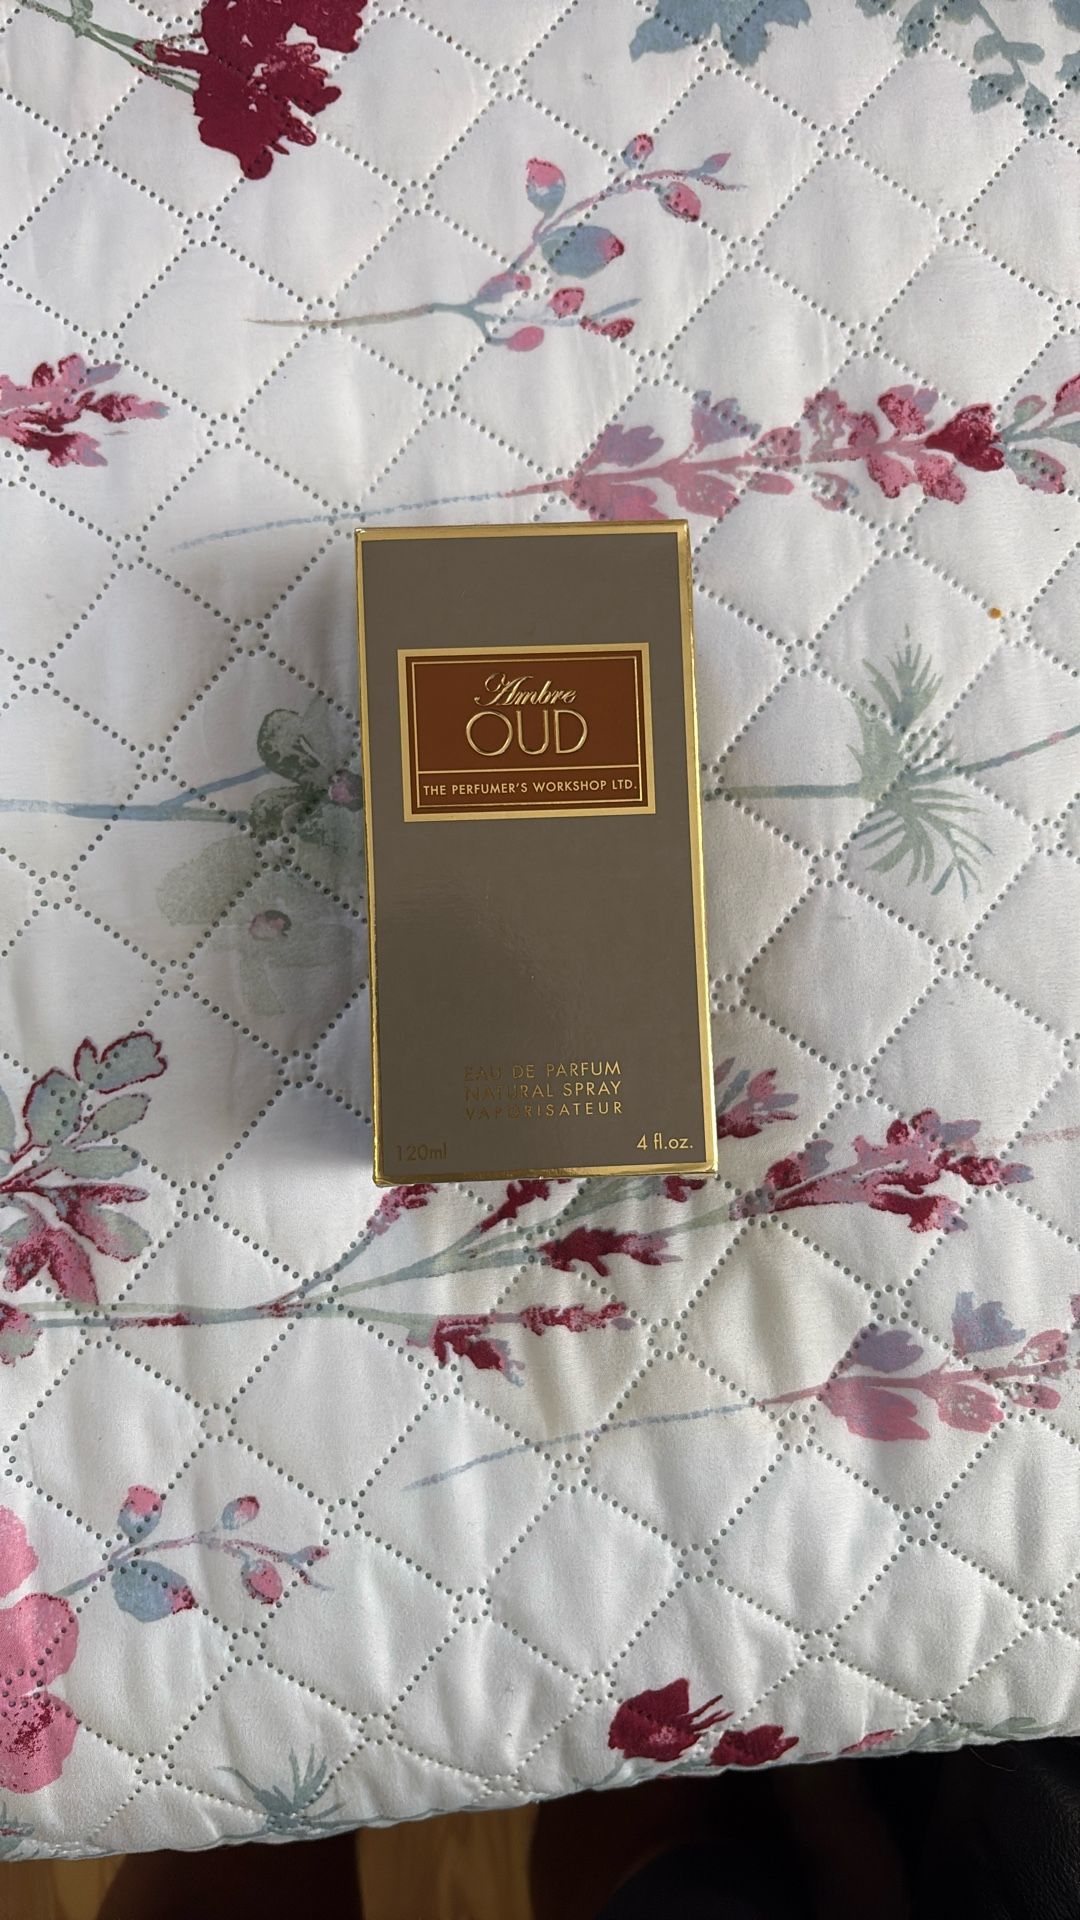 Ambre
OUD
THE PERFUMER'S WORKSHOP LTD.
EAU DE PARFUM
NATURAL SPRAY
VAPORISATEUR
120ml 4 fl.oz.